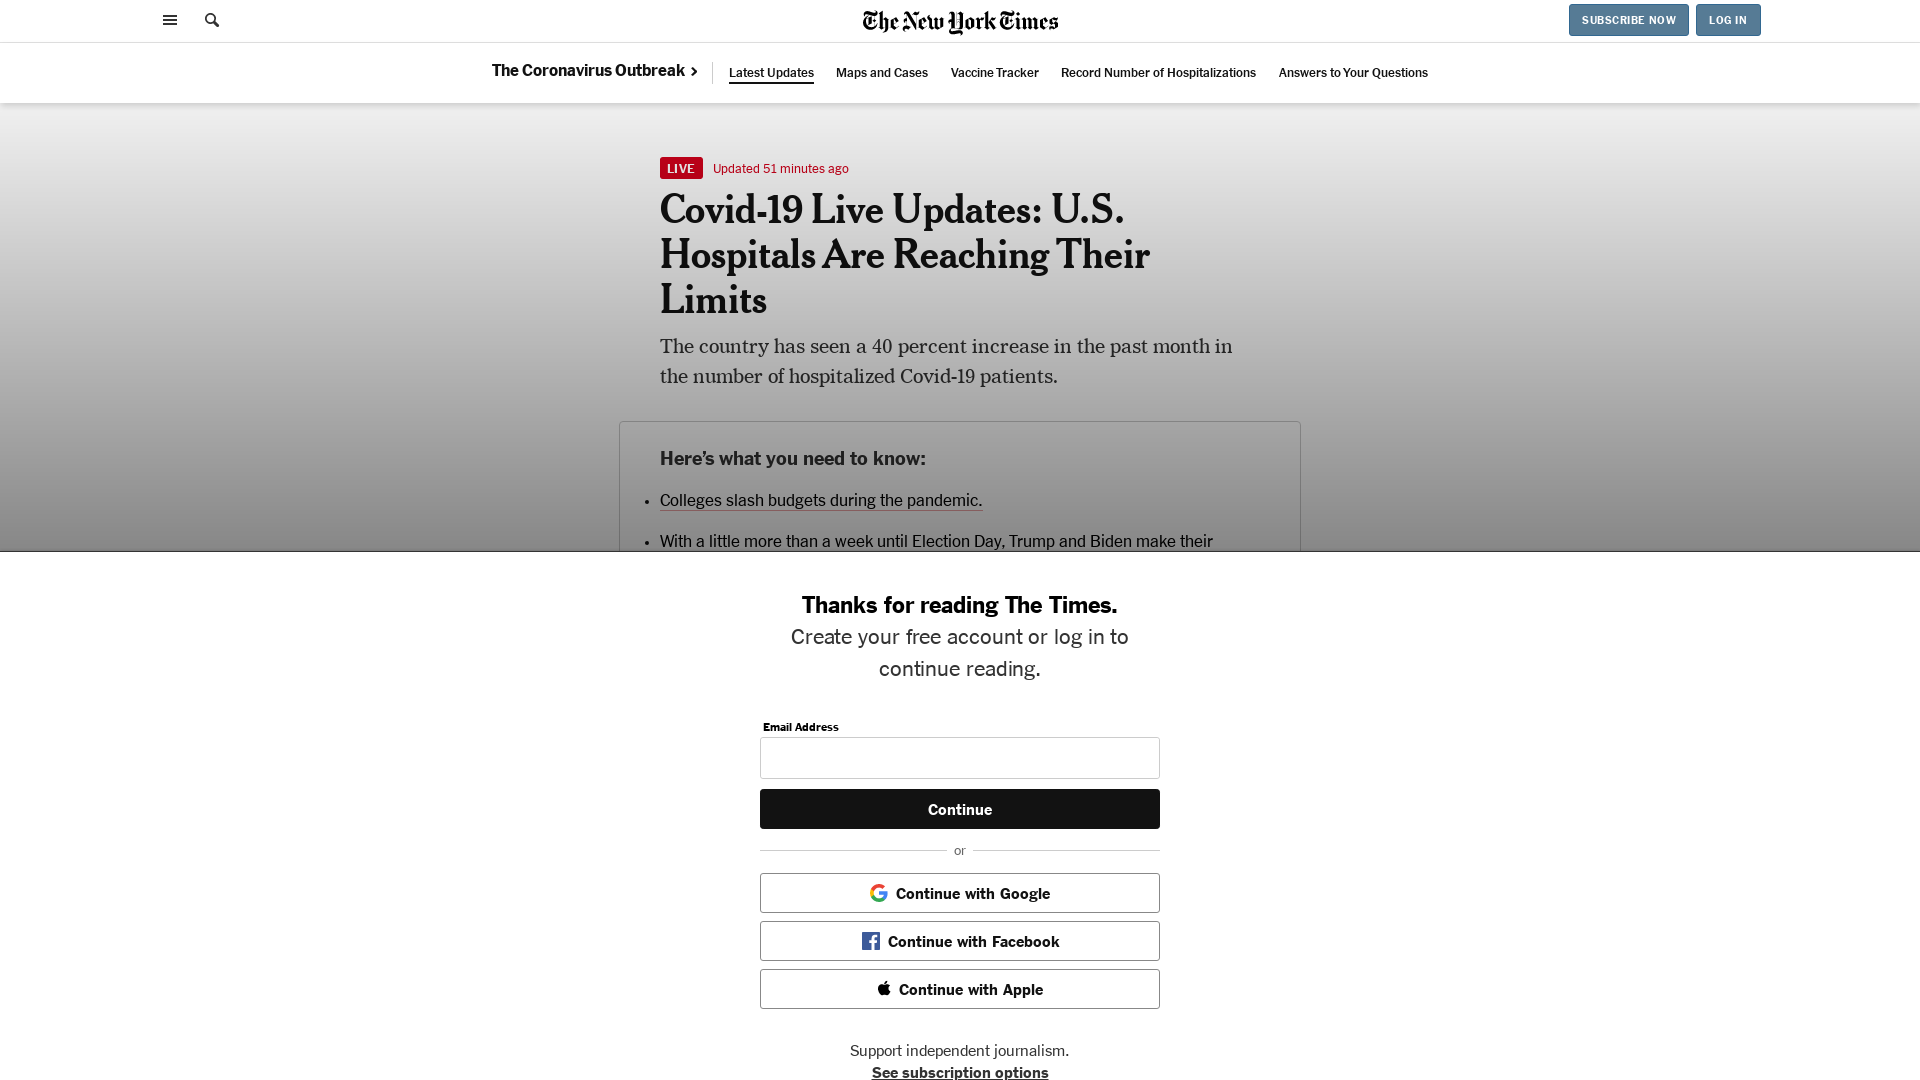 The New York Times
SUBSCRIBE NOW
LOG IN
The Coronavirus Outbreak
Latest Updates
Maps and Cases
Vaccine Tracker
Record Number of Hospitalizations
Answers to Your Questions
LIVE Updated 51 minutes ago
Covid-19 Live Updates: U.S.
Hospitals Are Reaching Their
Limits
The country has seen a 40 percent increase in the past month in
the number of hospitalized Covid-19 patients.
Here’s what you need to know:
• Colleges slash budgets during the pandemic.
• With a little more than a week until Election Day, Trump and Biden make their
Thanks for reading The Times.
Create your free account or log in to
continue reading.
Email Address
Continue
or
Continue with Google
Continue with Facebook
Continue with Apple
Support independent journalism.
See subscription options